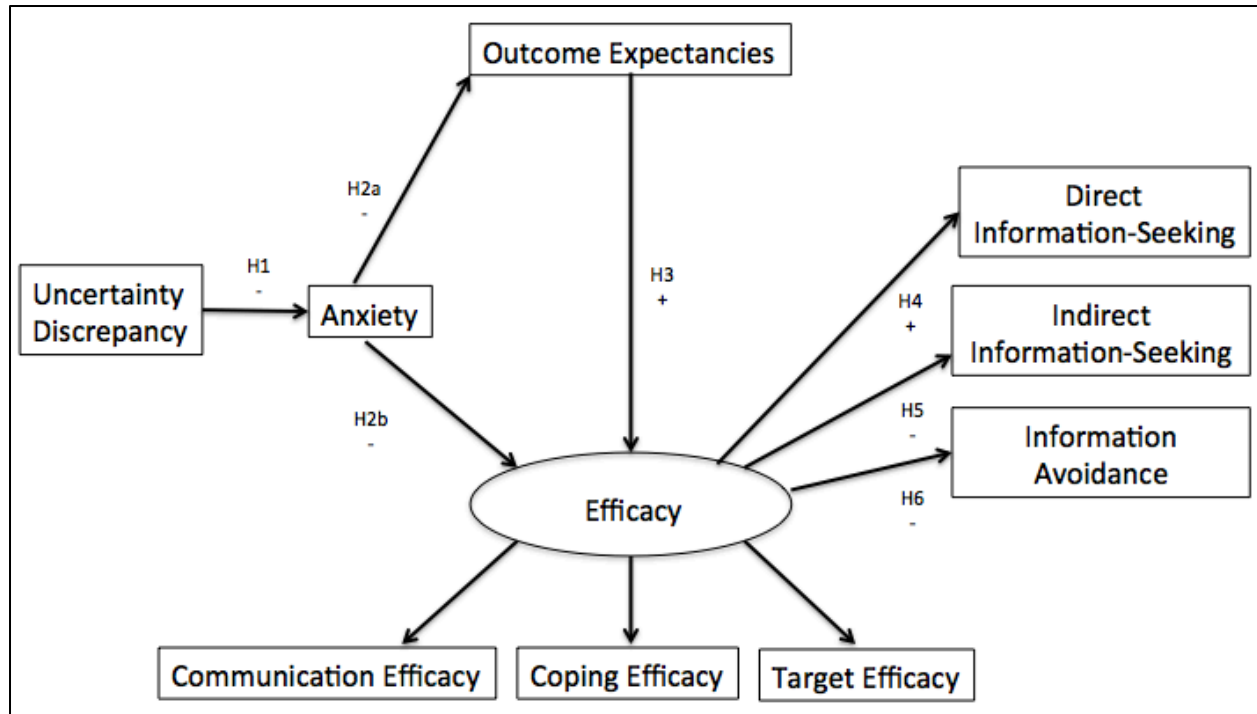 Outcome Expectancies
H2a
-
Direct
Information-Seeking
H1
-
H3
+
Uncertainty
Discrepancy
Anxiety
H4
+
Indirect
Information-Seeking
H2b
-
H5
-
Information
Avoidance
Efficacy
H6
-
Communication Efficacy
Coping Efficacy
Target Efficacy